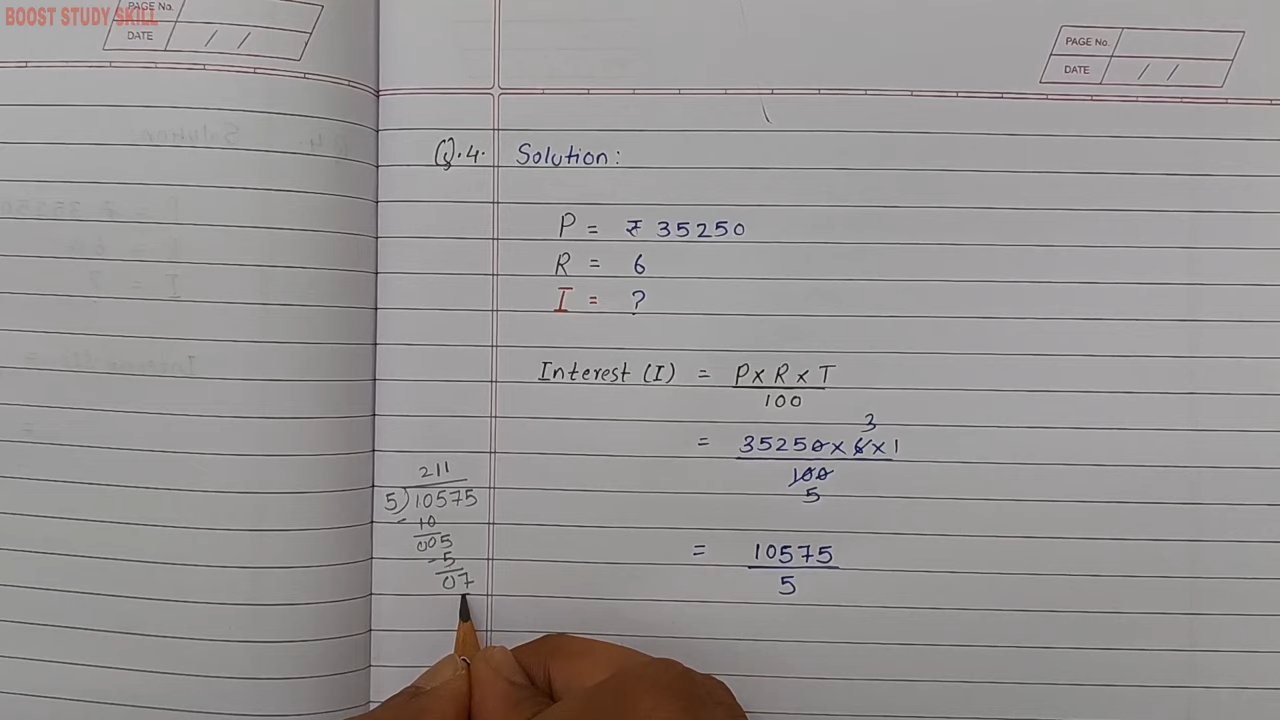 BOOST STUDY SKILL
PAGE No.
DATE / /
PAGE No.
DATE / /
Q.4. Solution:
P = ₹ 35250
R = 6
I = ?
Interest (I) = P x R x T
100
3
= 35250 x 6 x 1
100
5
= 10575
5
211
5) 10575
- 10
005
- 5
07